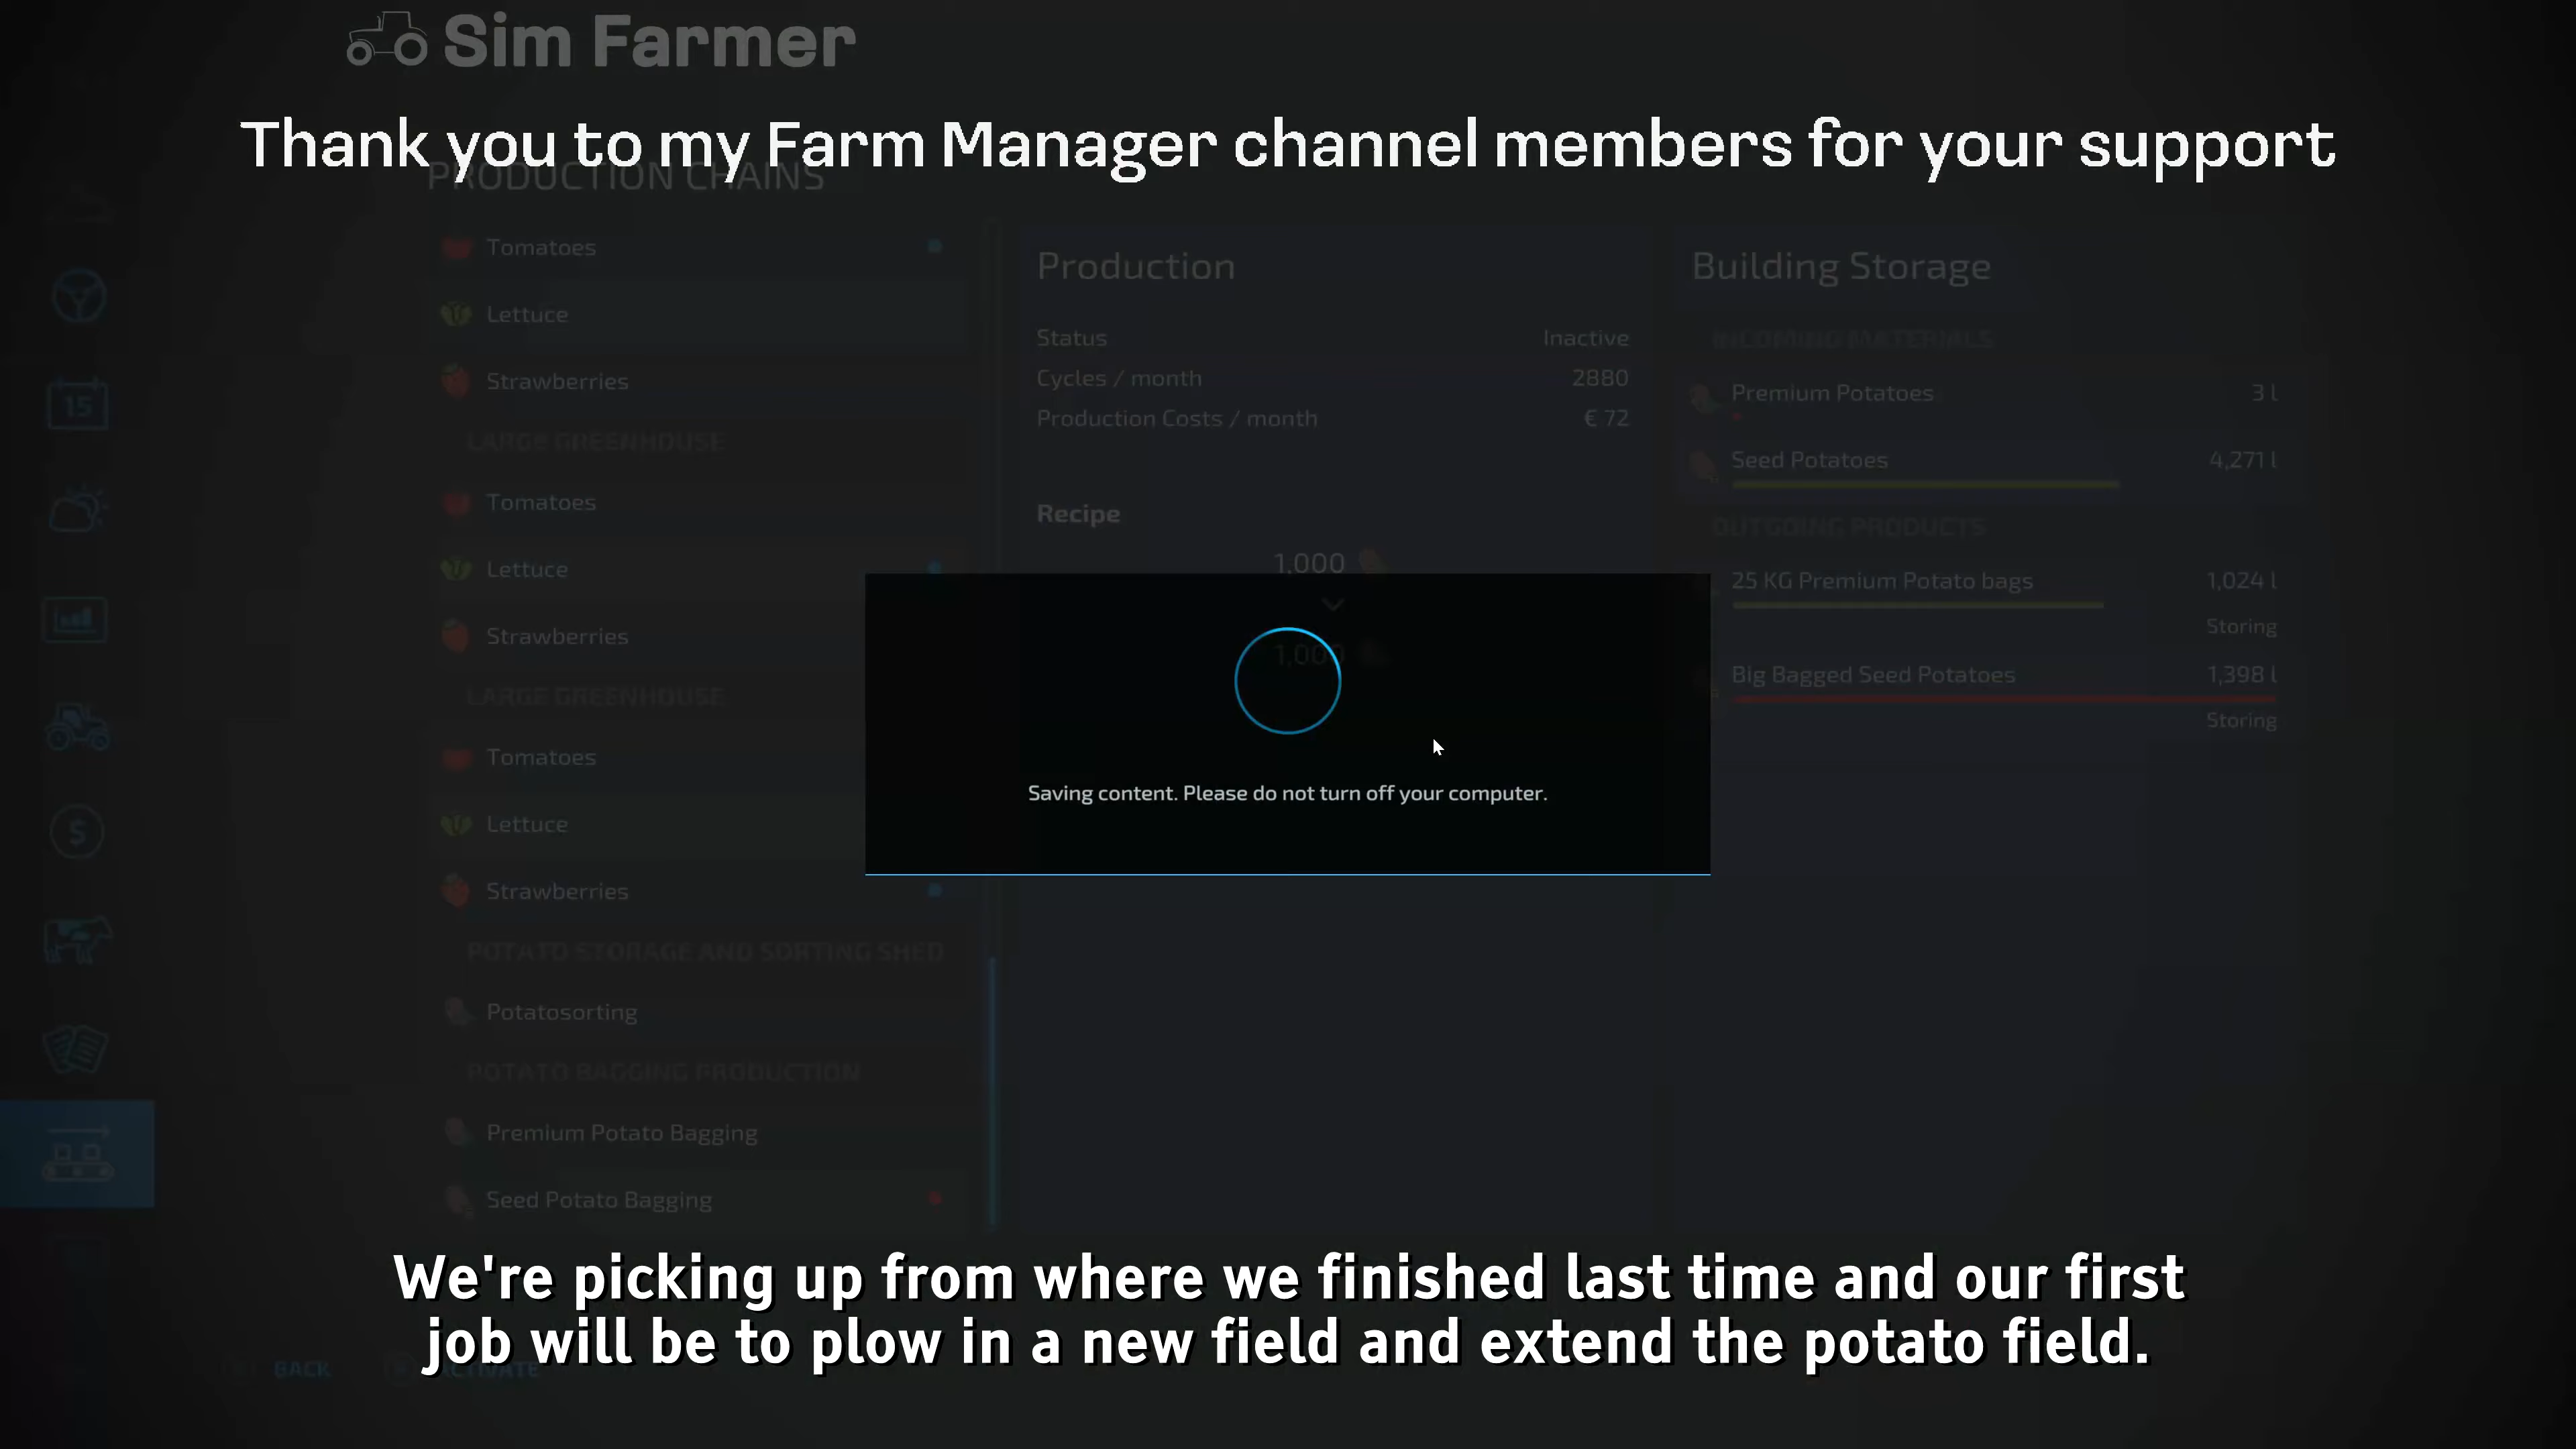 Sim Farmer
Thank you to my Farm Manager channel members for your support
PRODUCTION CHAINS
Tomatoes
Lettuce
Strawberries
LARGE GREENHOUSE
Tomatoes
Lettuce
Strawberries
LARGE GREENHOUSE
Tomatoes
Lettuce
Strawberries
POTATO STORAGE AND SORTING SHED
Potatosorting
POTATO BAGGING PRODUCTION
Premium Potato Bagging
Seed Potato Bagging
Production
Status Inactive
Cycles / month 2880
Production Costs / month € 72
Recipe
1,000
1,000
Building Storage
INCOMING MATERIALS
Premium Potatoes 3 l
Seed Potatoes 4,271 l
OUTGOING PRODUCTS
25 KG Premium Potato bags 1,024 l
Storing
Big Bagged Seed Potatoes 1,398 l
Storing
15
$
Saving content. Please do not turn off your computer.
We're picking up from where we finished last time and our first
job will be to plow in a new field and extend the potato field.
BACK
ACTIVATE